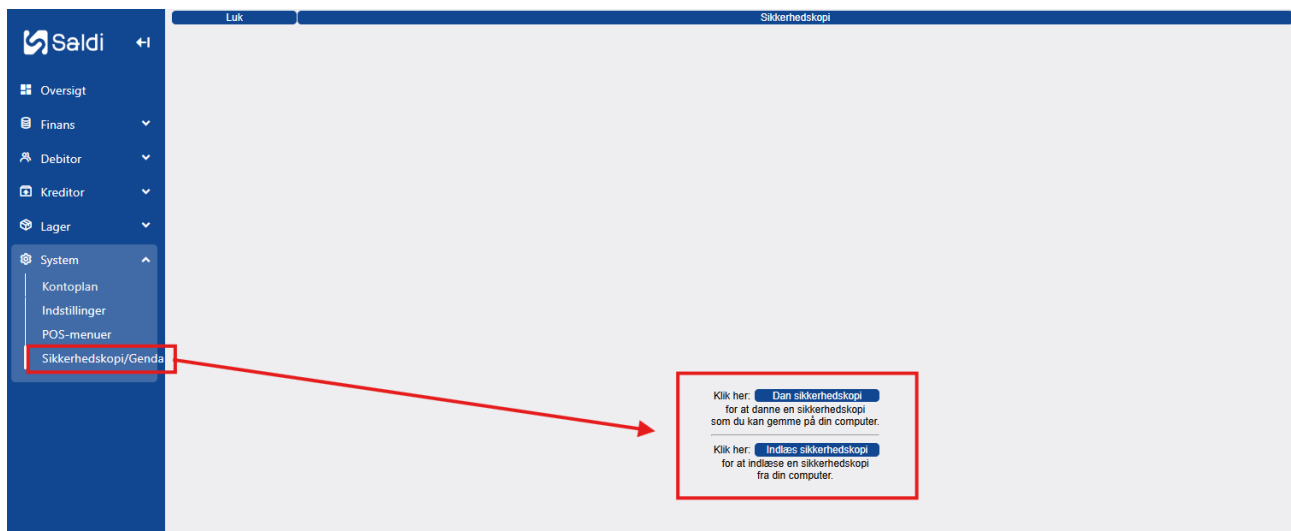 Luk
Sikkerhedskopi
Saldi
Oversigt
Finans
Debitor
Kreditor
Lager
System
Kontoplan
Indstillinger
POS-menuer
Sikkerhedskopi/Genda
Klik her: Dan sikkerhedskopi
for at danne en sikkerhedskopi
som du kan gemme på din computer.
Klik her: Indlæs sikkerhedskopi
for at indlæse en sikkerhedskopi
fra din computer.